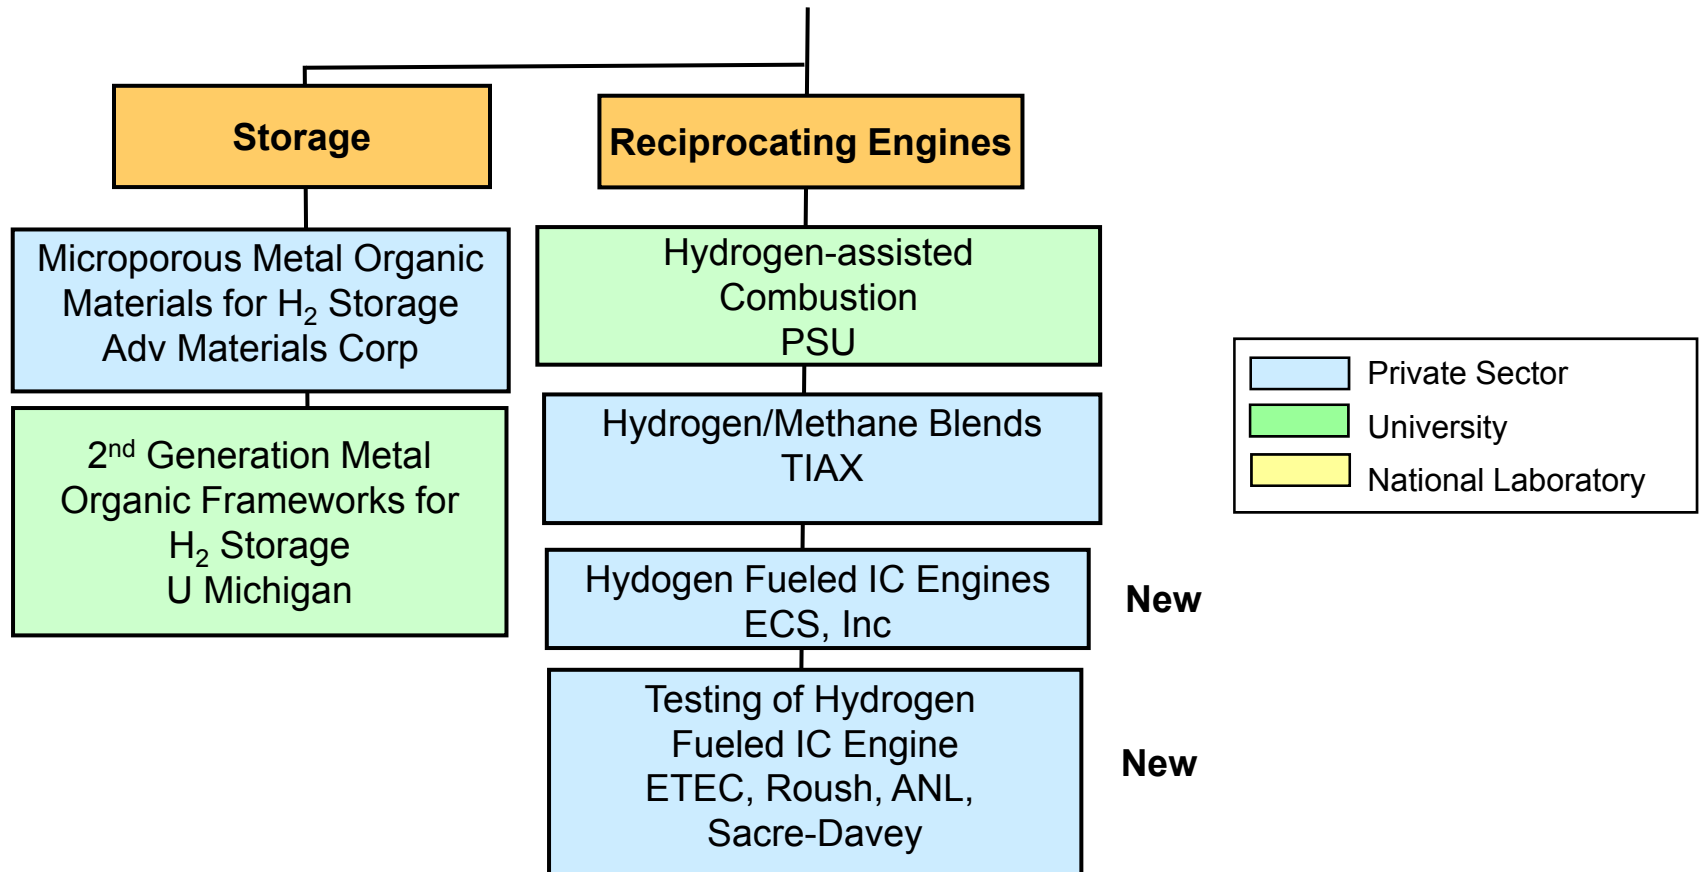 Storage
Microporous Metal Organic
Materials for H₂ Storage
Adv Materials Corp
2nd Generation Metal
Organic Frameworks for
H₂ Storage
U Michigan
Reciprocating Engines
Hydrogen-assisted
Combustion
PSU
Hydrogen/Methane Blends
TIAX
Hydogen Fueled IC Engines
ECS, Inc
New
Testing of Hydrogen
Fueled IC Engine
ETEC, Roush, ANL,
Sacre-Davey
New
Private Sector
University
National Laboratory